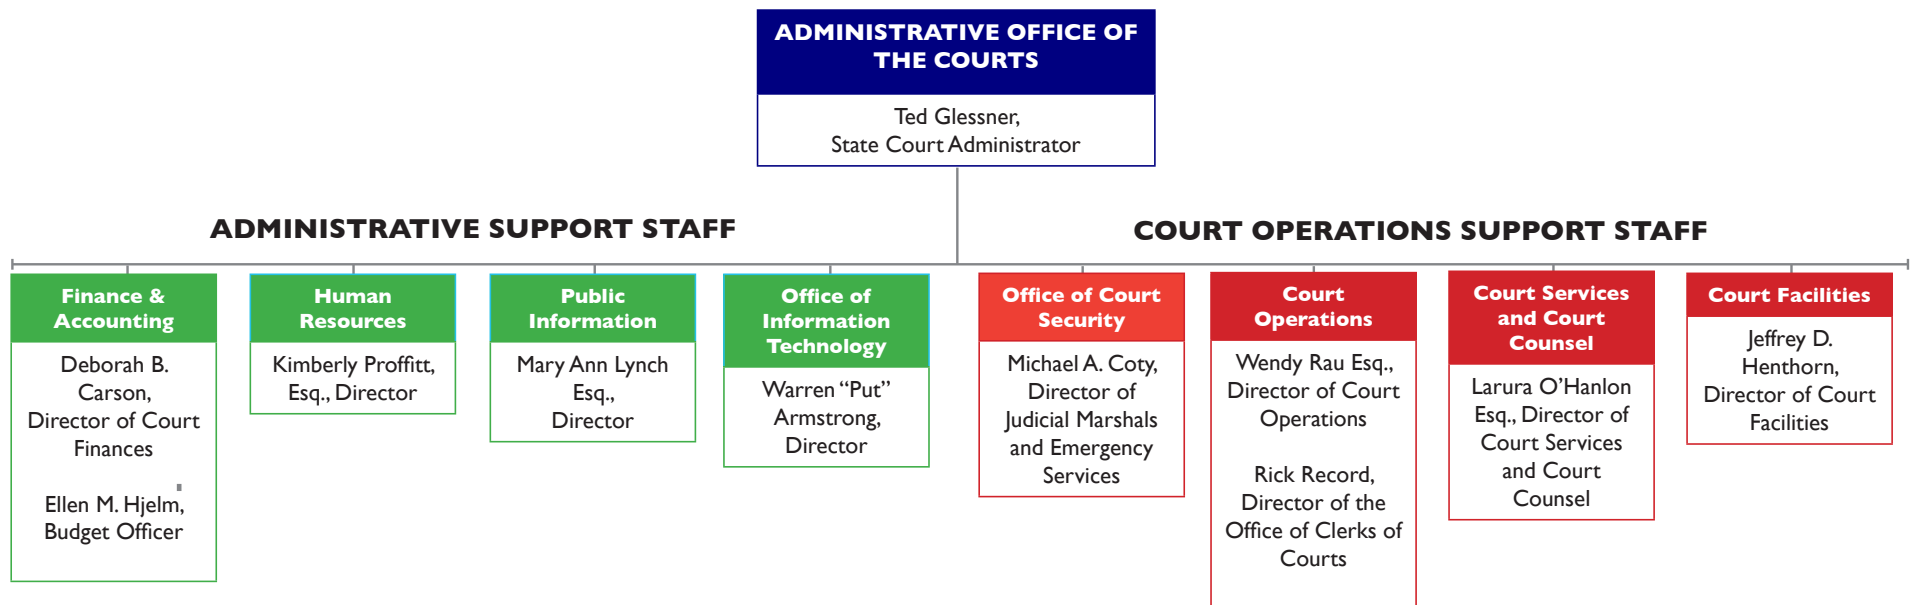 ADMINISTRATIVE OFFICE OF
THE COURTS
Ted Glessner,
State Court Administrator
ADMINISTRATIVE SUPPORT STAFF
COURT OPERATIONS SUPPORT STAFF
Finance &
Accounting
Deborah B.
Carson,
Director of Court
Finances
Ellen M. Hjelm,
Budget Officer
Human
Resources
Kimberly Proffitt,
Esq., Director
Public
Information
Mary Ann Lynch
Esq.,
Director
Office of
Information
Technology
Warren “Put”
Armstrong,
Director
Office of Court
Security
Michael A. Coty,
Director of
Judicial Marshals
and Emergency
Services
Court
Operations
Wendy Rau Esq.,
Director of Court
Operations
Rick Record,
Director of the
Office of Clerks of
Courts
Court Services
and Court
Counsel
Larura O’Hanlon
Esq., Director of
Court Services
and Court
Counsel
Court Facilities
Jeffrey D.
Henthorn,
Director of Court
Facilities